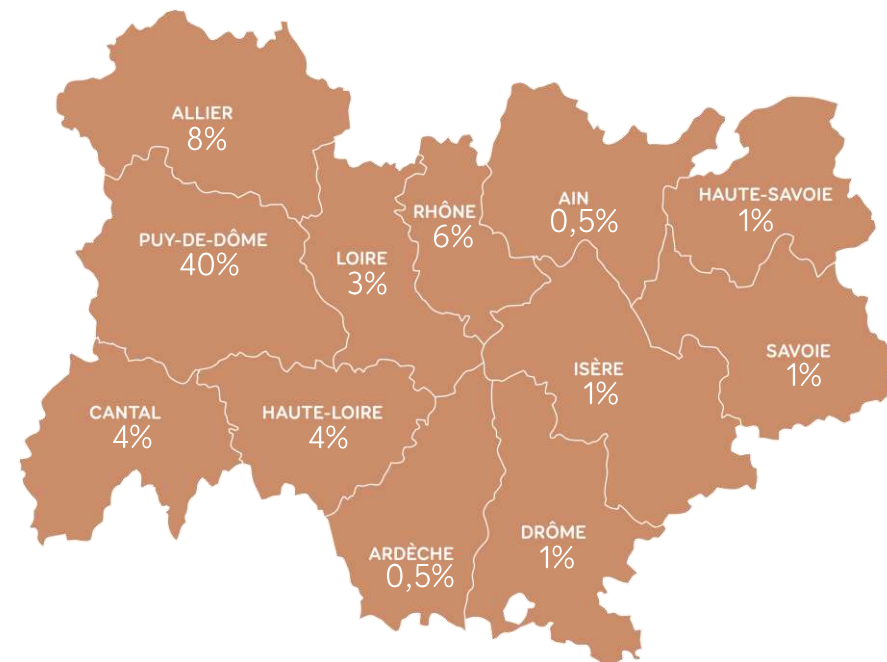 ALLIER
8%
PUY-DE-DÔME
40%
LOIRE
3%
RHÔNE
6%
AIN
0,5%
HAUTE-SAVOIE
1%
SAVOIE
1%
ISÈRE
1%
CANTAL
4%
HAUTE-LOIRE
4%
ARDÈCHE
0,5%
DRÔME
1%